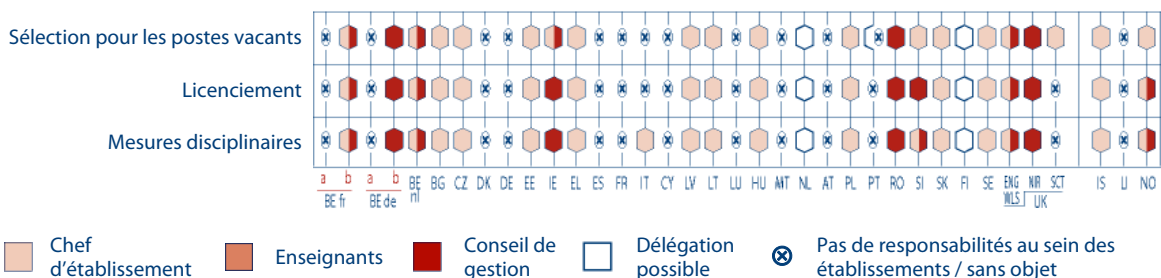 Sélection pour les postes vacants
Licenciement
Mesures disciplinaires
a b a b BE BG CZ DK DE EE IE EL ES FR IT CY LV LT LU HU MT NL AT PL PT RO SI SK FI SE ENG NIR SCT IS LI NO
BE fr BE de nl WLS UK
Chef d'établissement
Enseignants
Conseil de gestion
Délégation possible
Pas de responsabilités au sein des établissements / sans objet